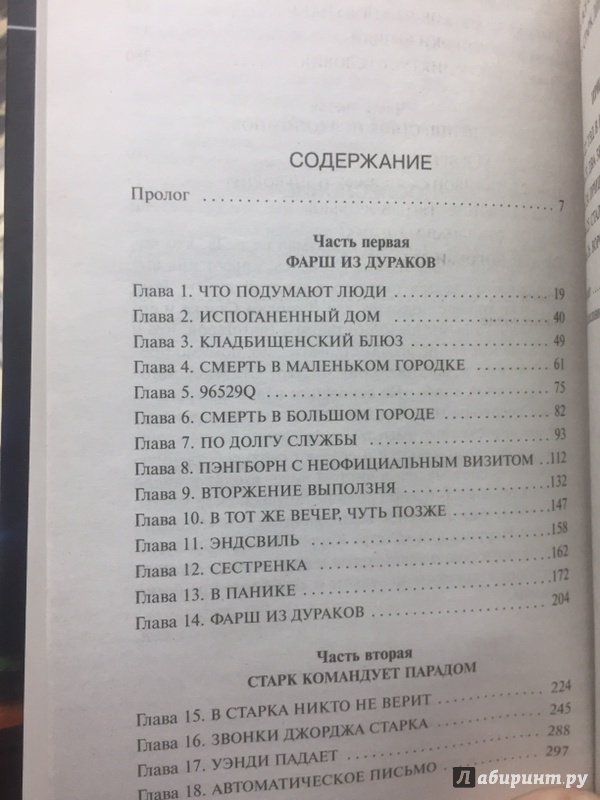 СОДЕРЖАНИЕ
Пролог ........................................ 7
Часть первая
ФАРШ ИЗ ДУРАКОВ
Глава 1. ЧТО ПОДУМАЮТ ЛЮДИ .................... 19
Глава 2. ИСПОГАНЕННЫЙ ДОМ .................... 40
Глава 3. КЛАДБИЩЕНСКИЙ БЛЮЗ .................. 49
Глава 4. СМЕРТЬ В МАЛЕНЬКОМ ГОРОДКЕ .......... 61
Глава 5. 96529Q .............................. 75
Глава 6. СМЕРТЬ В БОЛЬШОМ ГОРОДЕ ............. 82
Глава 7. ПО ДОЛГУ СЛУЖБЫ ..................... 93
Глава 8. ПЭНГБОРН С НЕОФИЦИАЛЬНЫМ ВИЗИТОМ .. 112
Глава 9. ВТОРЖЕНИЕ ВЫПОЛЗНЯ ................. 132
Глава 10. В ТОТ ЖЕ ВЕЧЕР, ЧУТЬ ПОЗЖЕ ........ 147
Глава 11. ЭНДСВИЛЬ .......................... 158
Глава 12. СЕСТРЕНКА ......................... 162
Глава 13. В ПАНИКЕ .......................... 172
Глава 14. ФАРШ ИЗ ДУРАКОВ ................... 204
Часть вторая
СТАРК КОМАНДУЕТ ПАРАДОМ
Глава 15. В СТАРКА НИКТО НЕ ВЕРИТ ........... 224
Глава 16. ЗВОНКИ ДЖОРДЖА СТАРКА ............. 245
Глава 17. УЭНДИ ПАДАЕТ ...................... 288
Глава 18. АВТОМАТИЧЕСКОЕ ПИСЬМО ............. 297
Лабиринт.ру